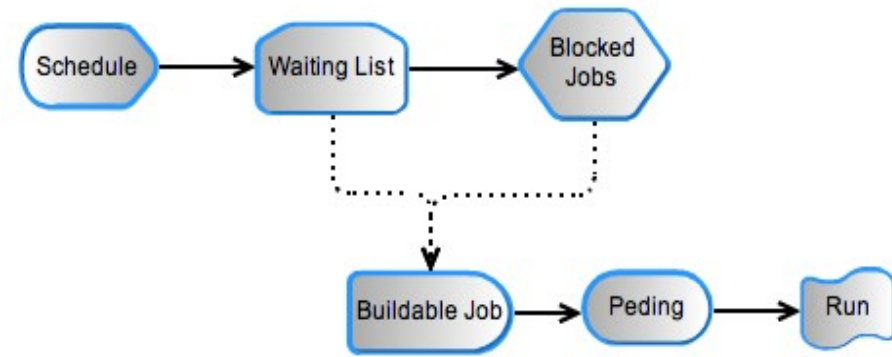 Schedule
Waiting List
Blocked
Jobs
Buildable Job
Peding
Run